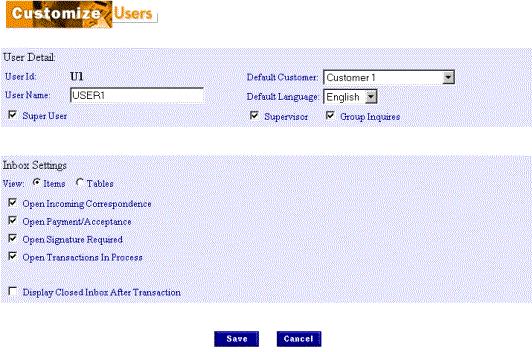 Customize Users
User Detail:
User Id: U1 Default Customer: Customer 1
User Name: USER1 Default Language: English
Super User Supervisor Group Inquires
Inbox Settings
View: Items Tables
Open Incoming Correspondence
Open Payment/Acceptance
Open Signature Required
Open Transactions In Process
Display Closed Inbox After Transaction
Save Cancel